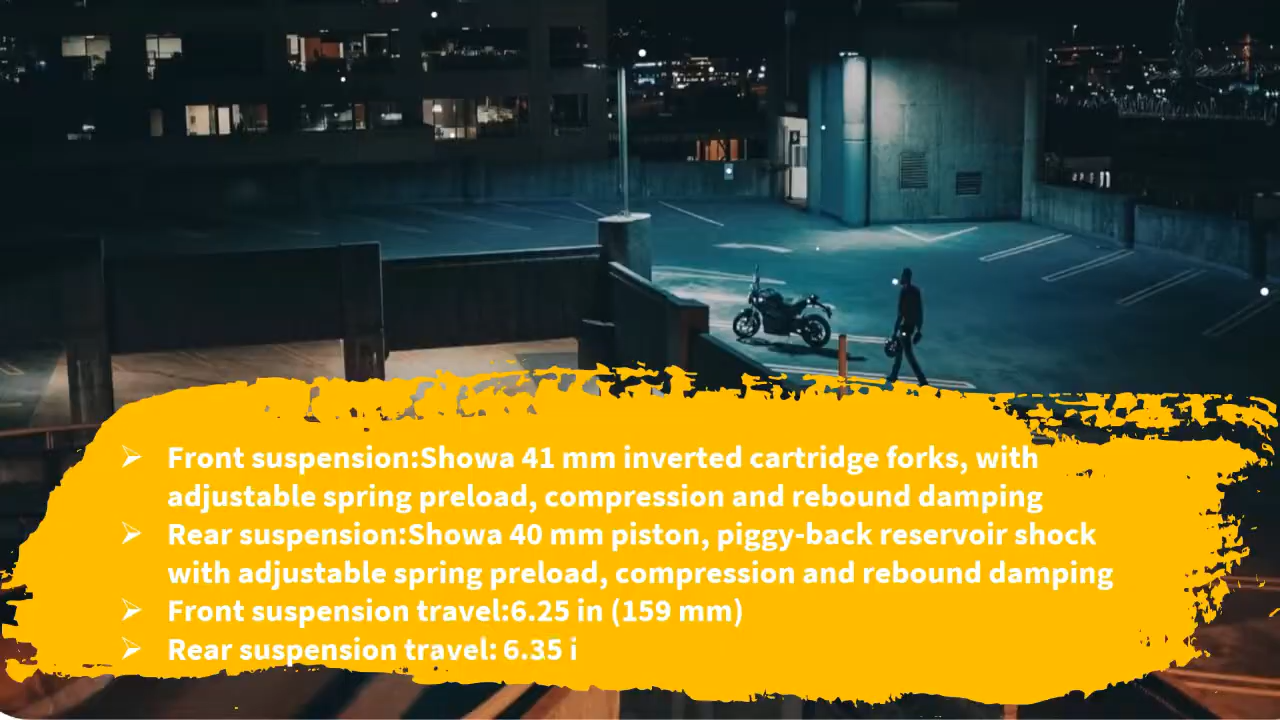 Front suspension:Showa 41 mm inverted cartridge forks, with
adjustable spring preload, compression and rebound damping
Rear suspension:Showa 40 mm piston, piggy-back reservoir shock
with adjustable spring preload, compression and rebound damping
Front suspension travel:6.25 in (159 mm)
Rear suspension travel: 6.35 i